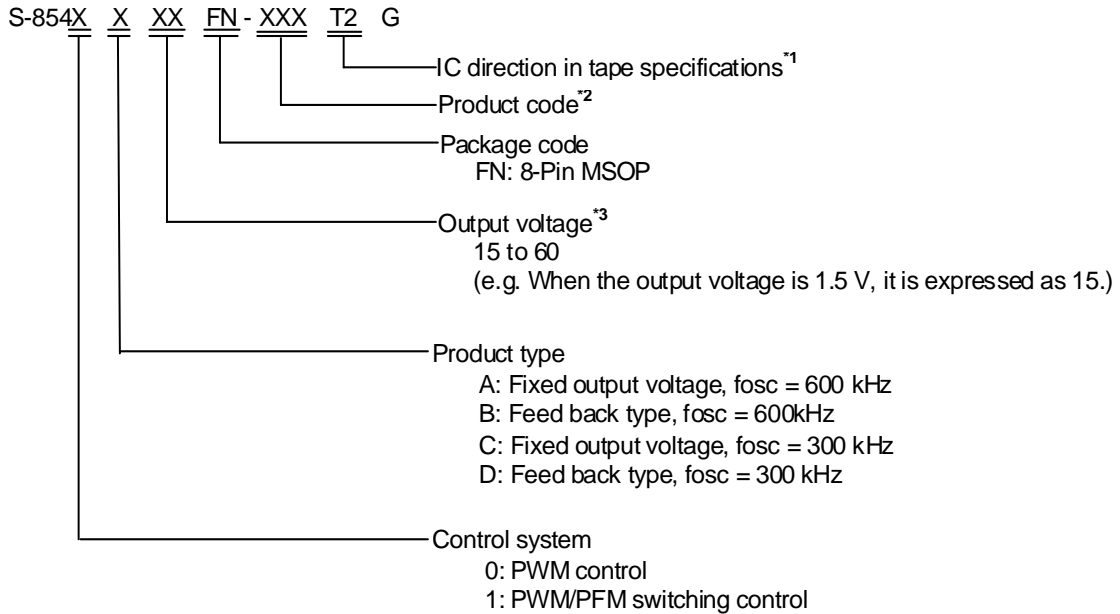 S-854X X XX FN - XXX T2 G
IC direction in tape specifications*1
Product code*2
Package code
FN: 8-Pin MSOP
Output voltage*3
15 to 60
(e.g. When the output voltage is 1.5 V, it is expressed as 15.)
Product type
A: Fixed output voltage, fosc = 600 kHz
B: Feed back type, fosc = 600kHz
C: Fixed output voltage, fosc = 300 kHz
D: Feed back type, fosc = 300 kHz
Control system
0: PWM control
1: PWM/PFM switching control